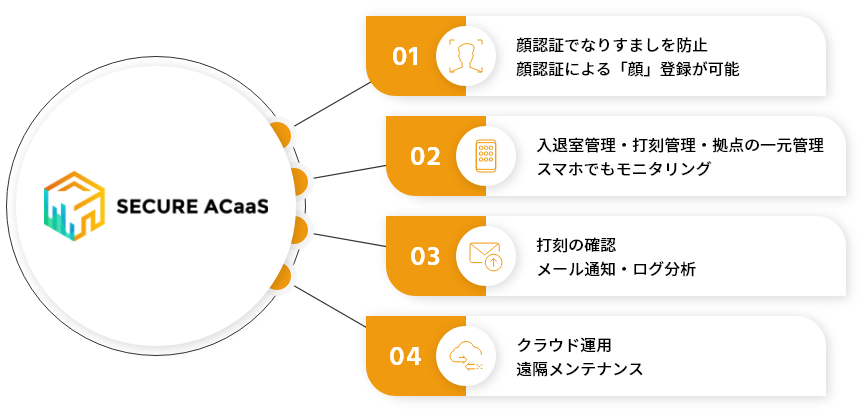 SECURE ACaaS
01
顔認証でなりすましを防止
顔認証による「顔」登録が可能
02
入退室管理・打刻管理・拠点の一元管理
スマホでもモニタリング
03
打刻の確認
メール通知・ログ分析
04
クラウド運用
遠隔メンテナンス